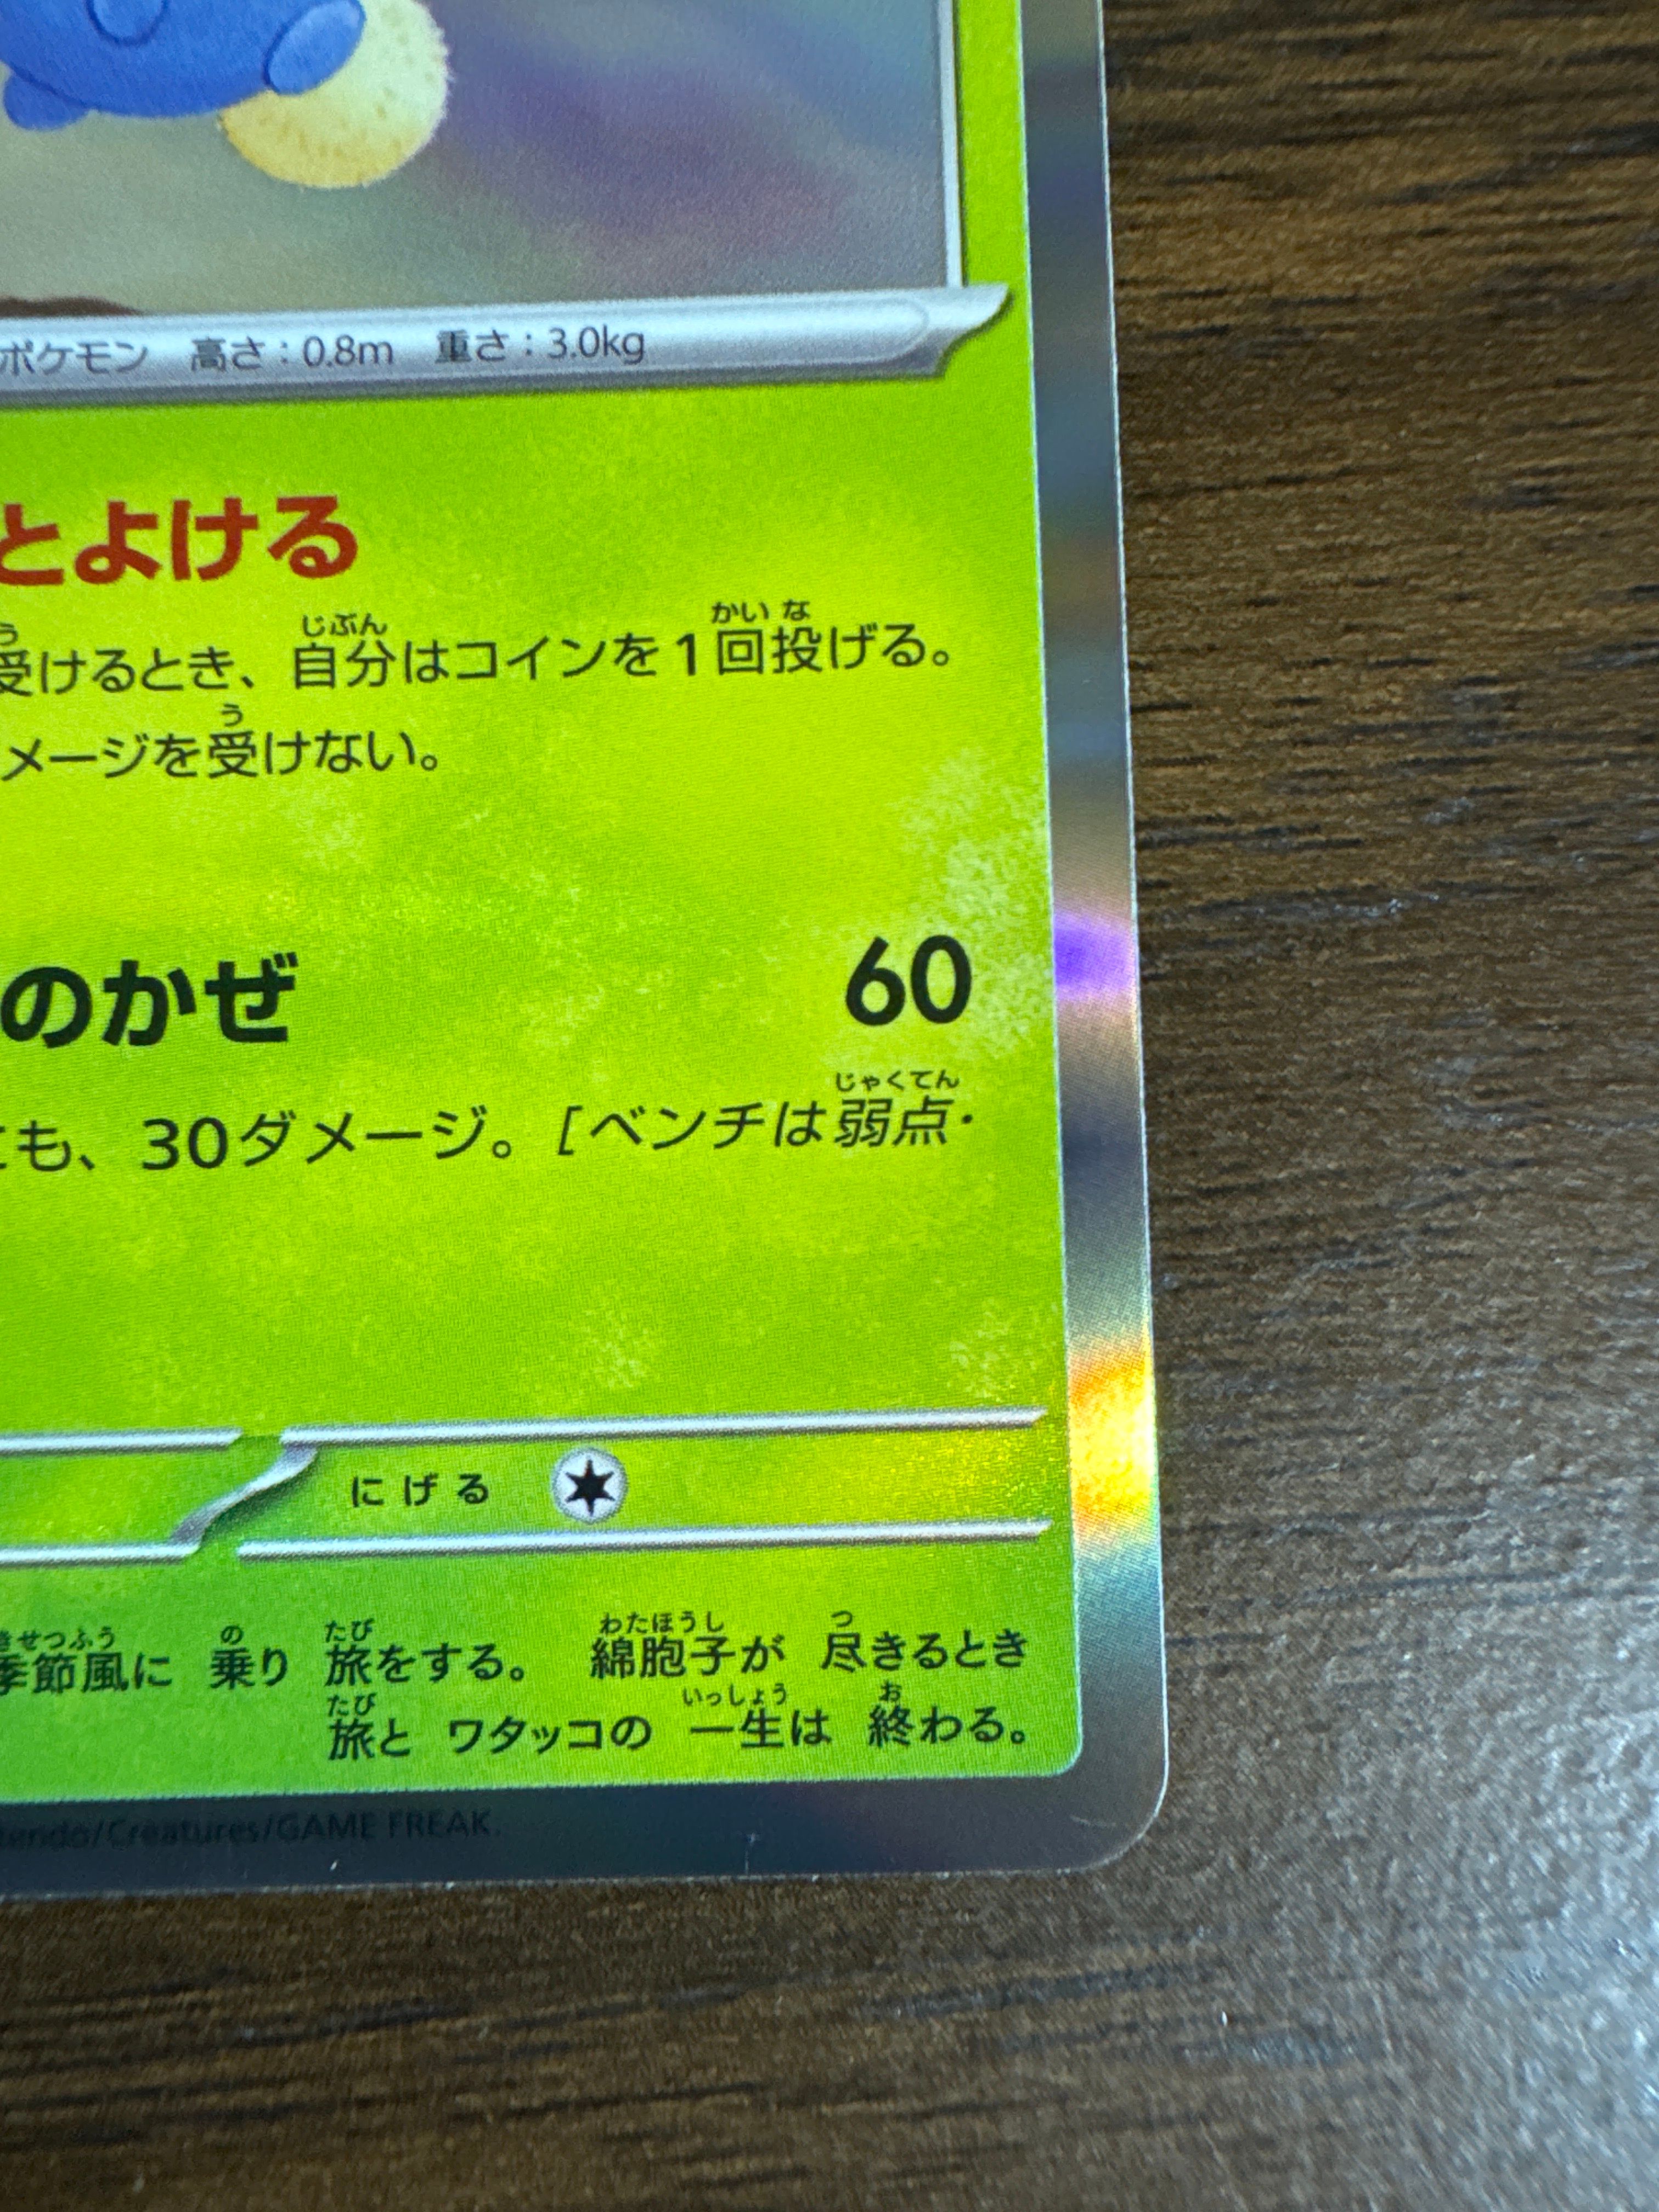 ポケモン 高さ：0.8m 重さ：3.0kg
とよける
う じぶん かい な
受けるとき、自分はコインを1回投げる。
う
メージを受けない。
のかぜ 60
じゃくてん
も、30ダメージ。［ベンチは弱点・
にげる
きせつふう の たび わたほうし つ
季節風に 乗り 旅をする。 綿胞子が 尽きるとき
たび いっしょう お
旅と ワタッコの 一生は 終わる。
tendo/Creatures/GAME FREAK.